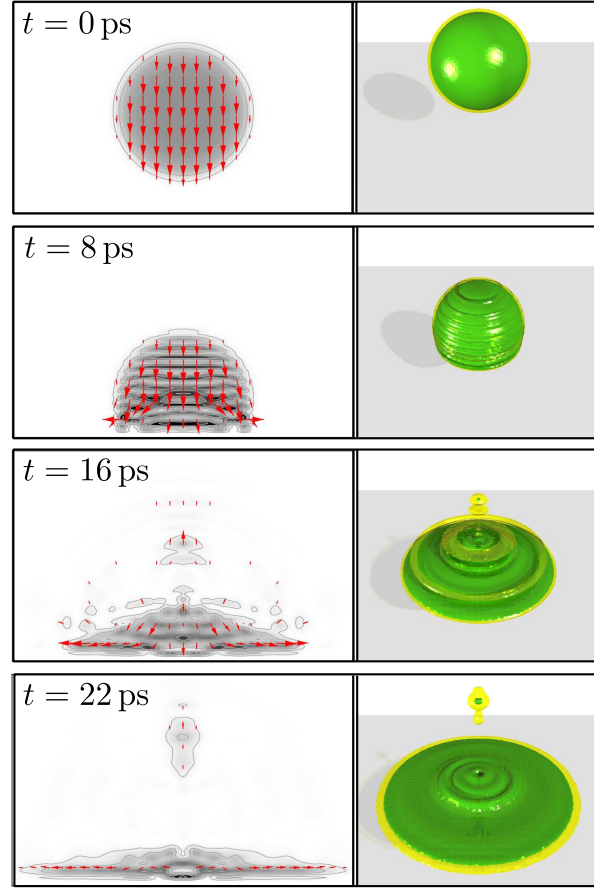 t = 0 ps
t = 8 ps
t = 16 ps
t = 22 ps